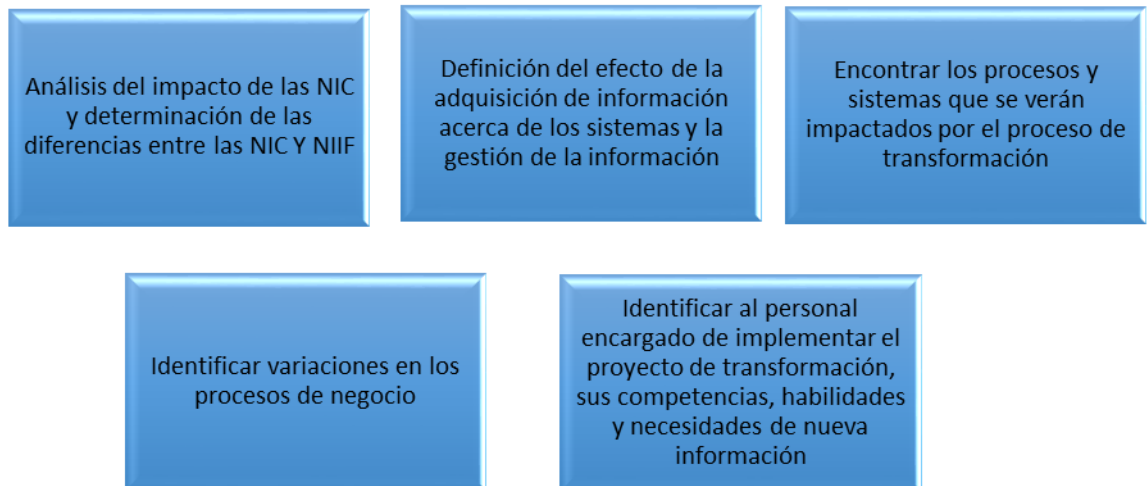 Análisis del impacto de las NIC
y determinación de las
diferencias entre las NIC Y NIIF
Definición del efecto de la
adquisición de información
acerca de los sistemas y la
gestión de la información
Encontrar los procesos y
sistemas que se verán
impactados por el proceso de
transformación
Identificar variaciones en los
procesos de negocio
Identificar al personal
encargado de implementar el
proyecto de transformación,
sus competencias, habilidades
y necesidades de nueva
información